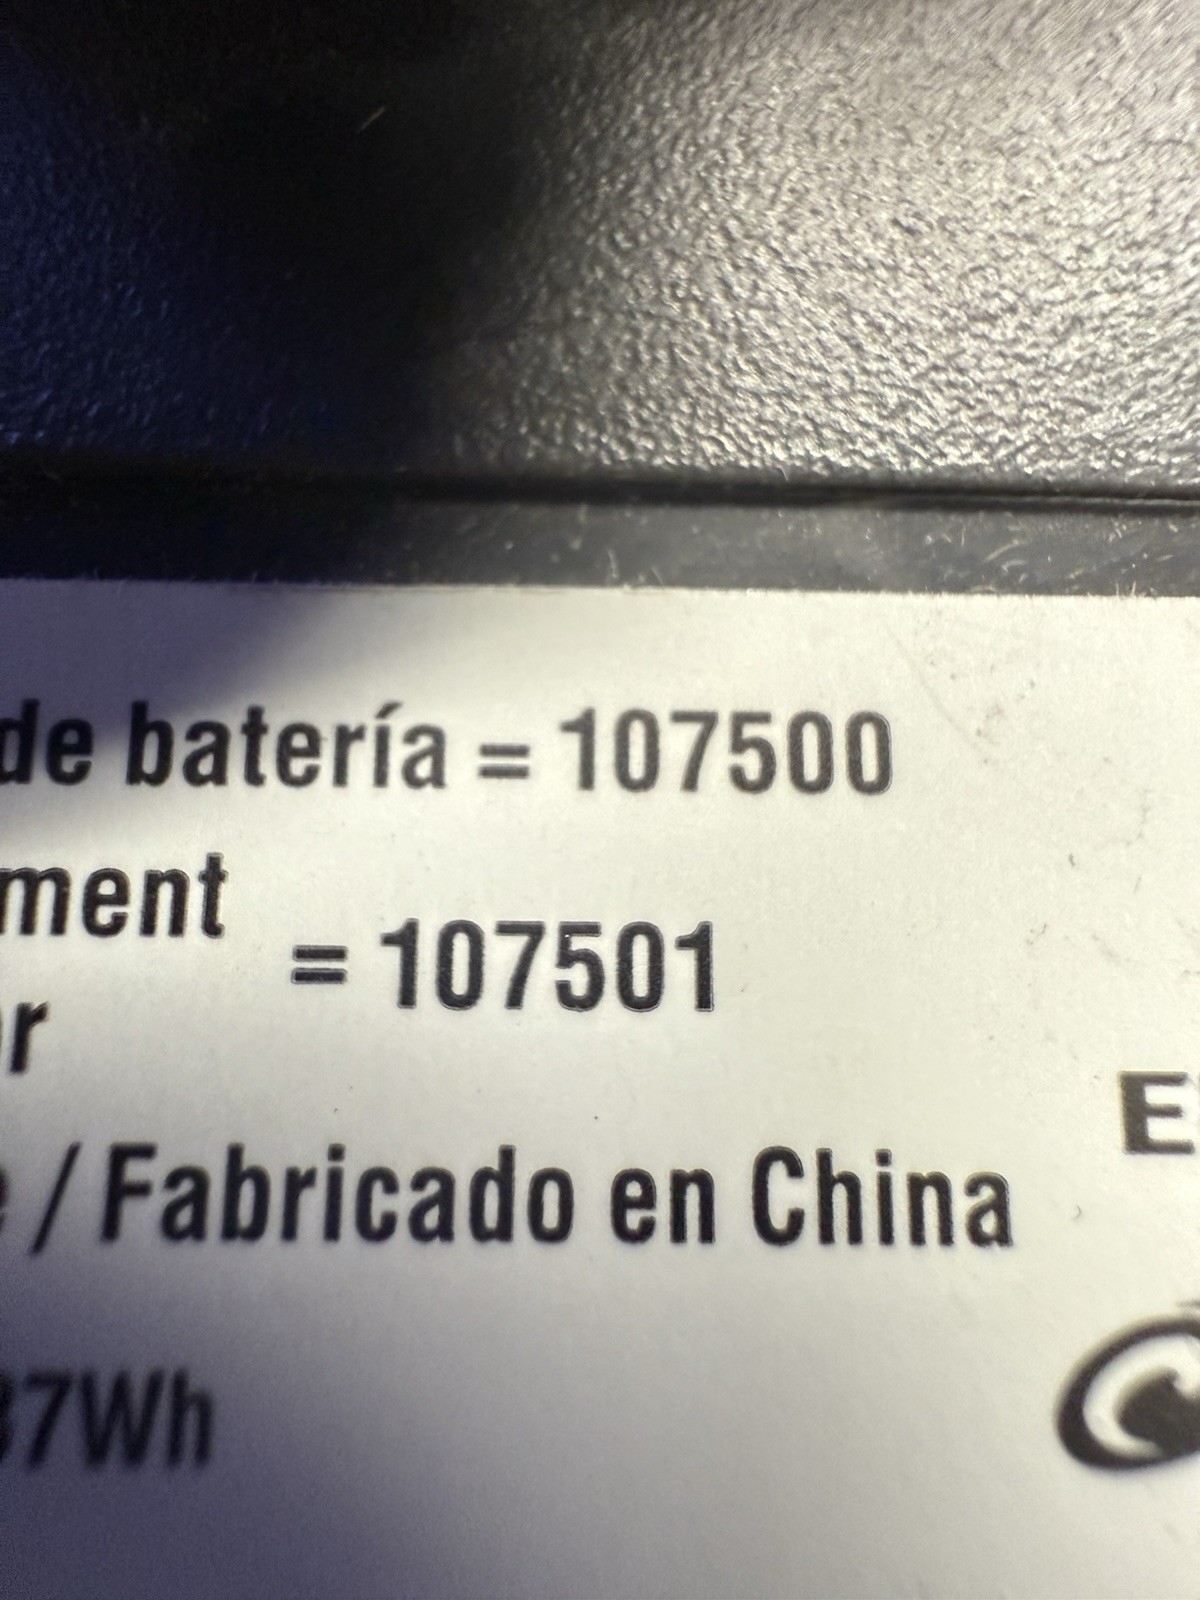 de batería = 107500
ment
= 107501
r
/ Fabricado en China
7Wh